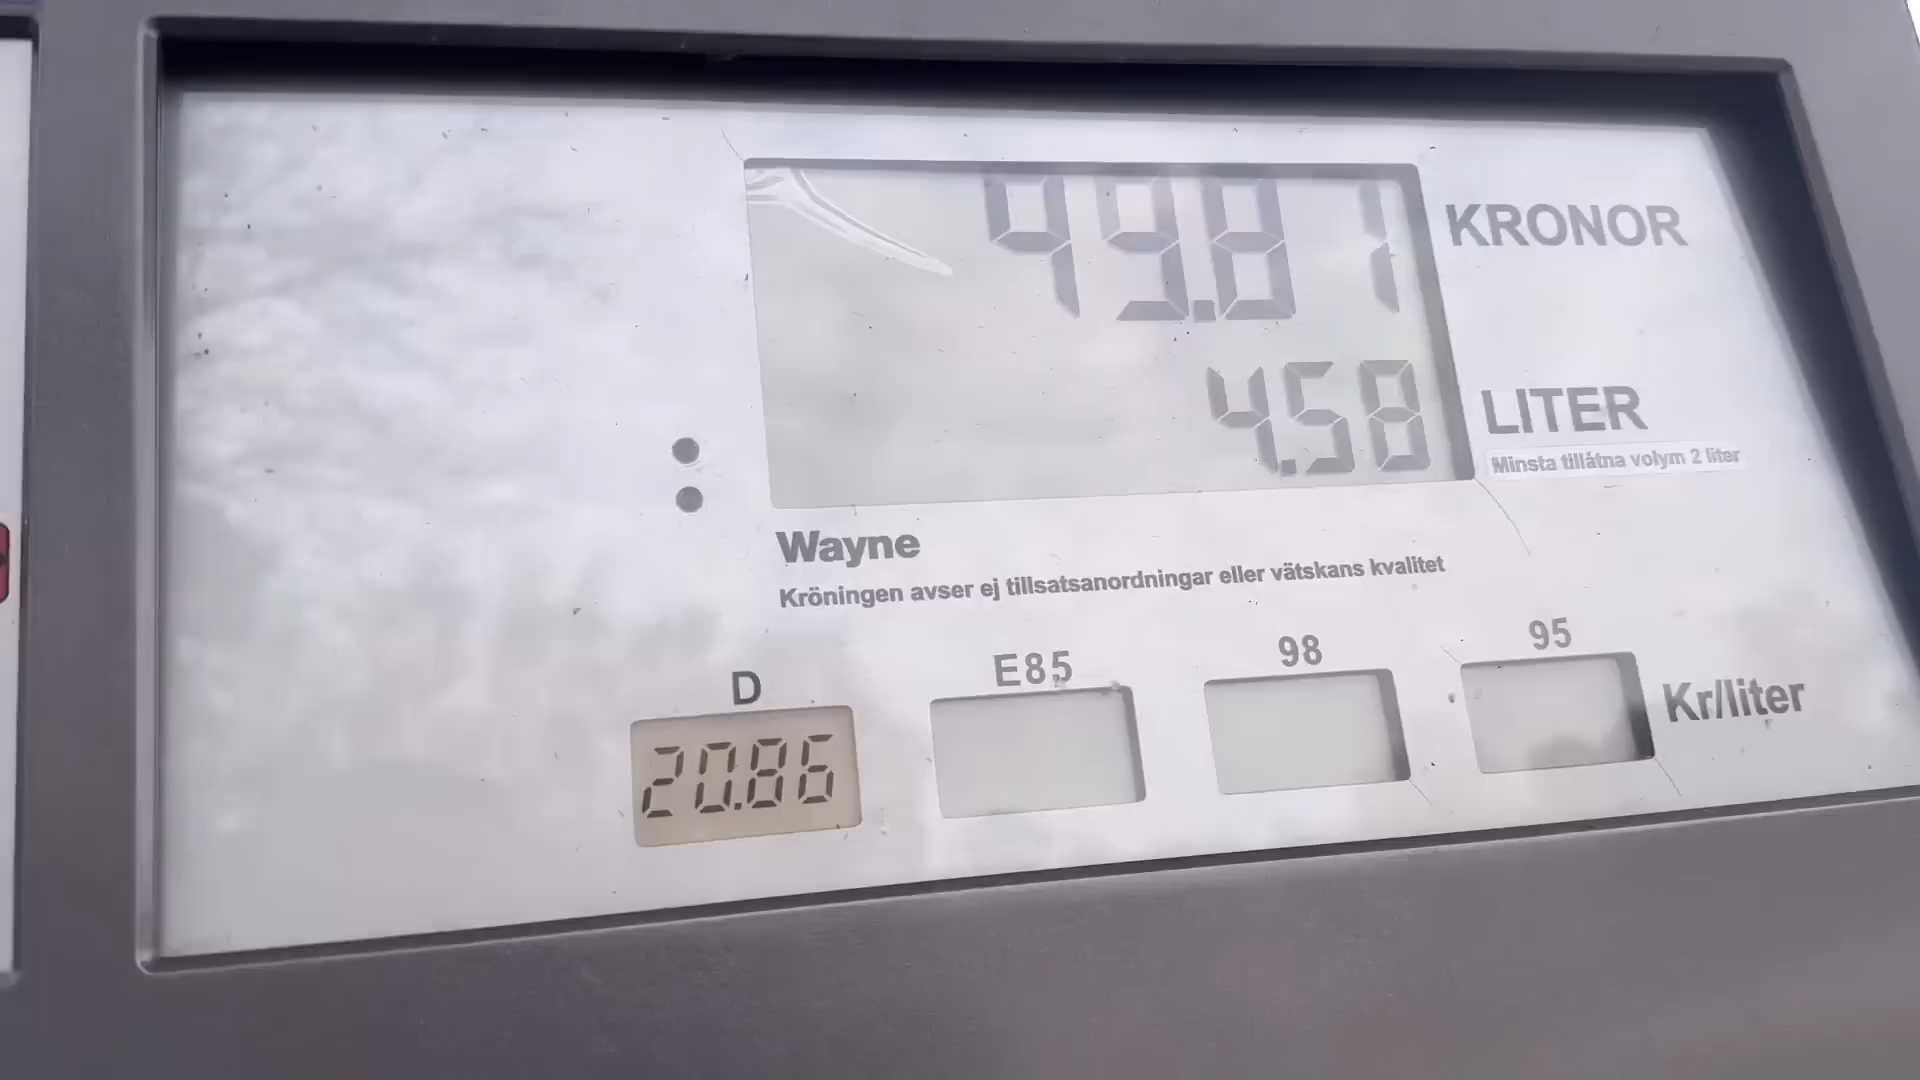 49.81
KRONOR
4.58
LITER
Minsta tillåtna volym 2 liter
Wayne
Kröningen avser ej tillsatsanordningar eller vätskans kvalitet
D
E85
98
95
20.86
Kr/liter